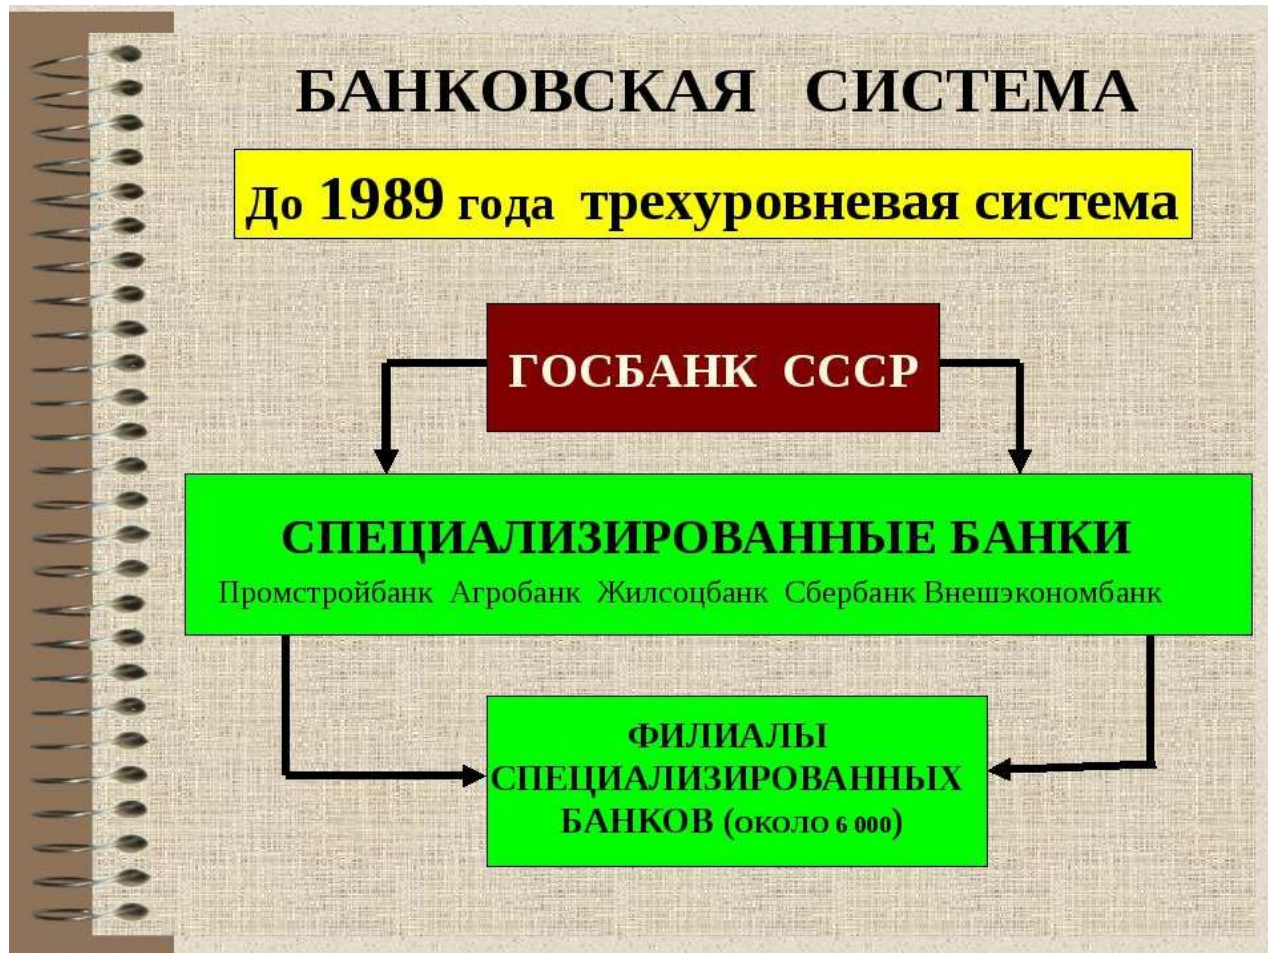 БАНКОВСКАЯ СИСТЕМА
До 1989 года трехуровневая система
ГОСБАНК СССР
СПЕЦИАЛИЗИРОВАННЫЕ БАНКИ
Промстройбанк Агробанк Жилсоцбанк Сбербанк Внешэкономбанк
ФИЛИАЛЫ
СПЕЦИАЛИЗИРОВАННЫХ
БАНКОВ (ОКОЛО 6 000)